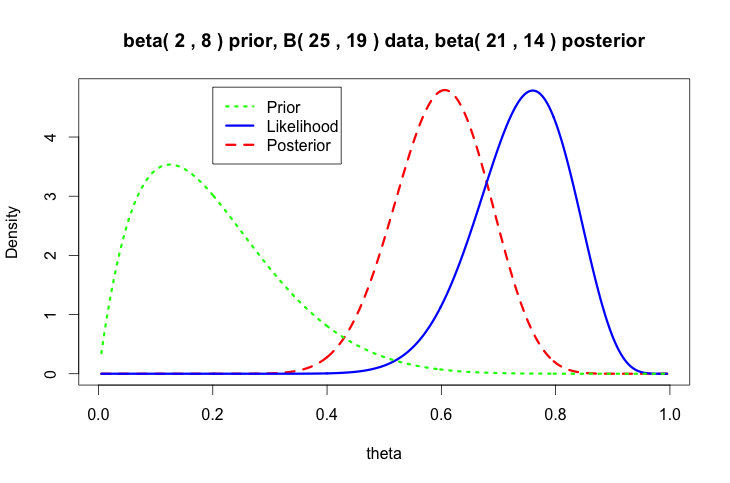 beta( 2 , 8 ) prior, B( 25 , 19 ) data, beta( 21 , 14 ) posterior
Prior
Likelihood
Posterior
Density
4
3
2
1
0
0.0 0.2 0.4 0.6 0.8 1.0
theta